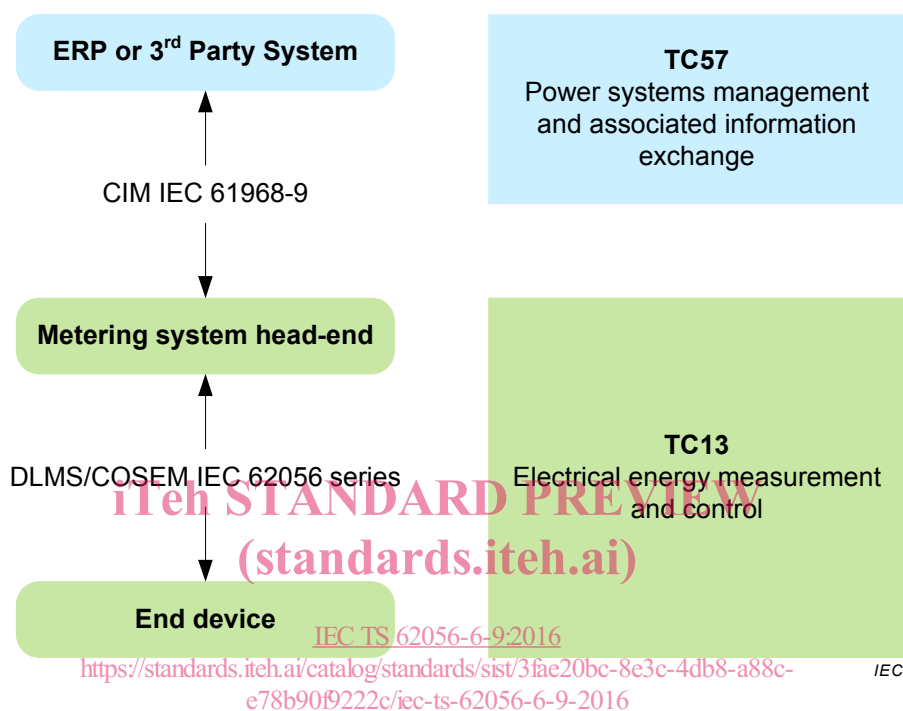 ERP or 3rd Party System
TC57
Power systems management
and associated information
exchange
CIM IEC 61968-9
Metering system head-end
TC13
Electrical energy measurement
and control
DLMS/COSEM IEC 62056 series
iTeh STANDARD PREVIEW
(standards.iteh.ai)
End device
IEC TS 62056-6-9:2016
https://standards.iteh.ai/catalog/standards/sist/3fae20bc-8e3c-4db8-a88c-
e78b90f9222c/iec-ts-62056-6-9-2016
IEC